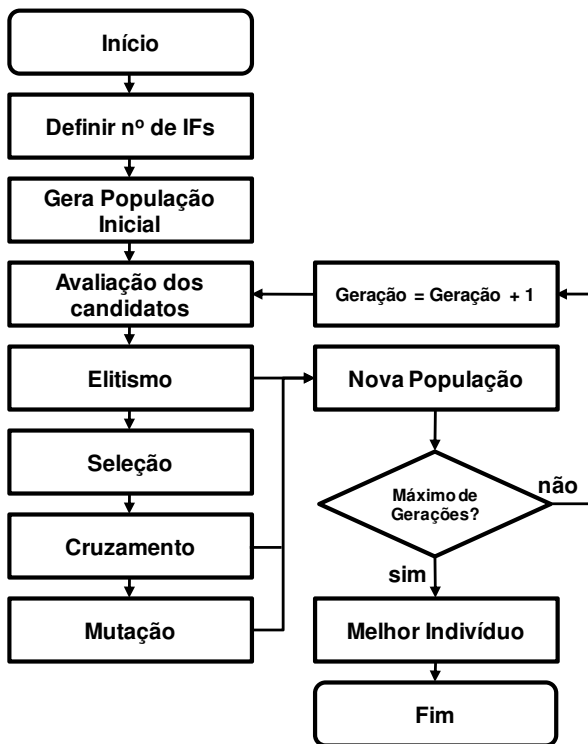 Início
Definir nº de IFs
Gera População
Inicial
Avaliação dos
candidatos
Geração = Geração + 1
Elitismo
Nova População
Seleção
Máximo de
Gerações?
não
Cruzamento
sim
Mutação
Melhor Indivíduo
Fim